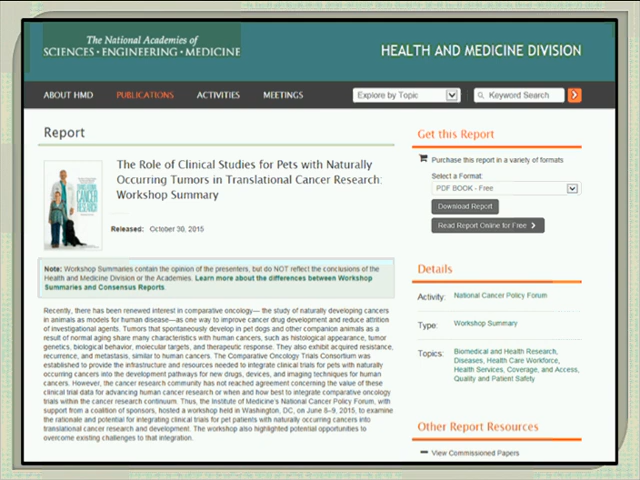 The National Academies of
SCIENCES • ENGINEERING • MEDICINE
HEALTH AND MEDICINE DIVISION
ABOUT HMD
PUBLICATIONS
ACTIVITIES
MEETINGS
Explore by Topic
Keyword Search
Report
The Role of Clinical Studies for Pets with Naturally
Occurring Tumors in Translational Cancer Research:
Workshop Summary
Released: October 30, 2015
TRANSLATIONAL
CANCER
RESEARCH
Note: Workshop Summaries contain the opinion of the presenters, but do NOT reflect the conclusions of the
Health and Medicine Division or the Academies. Learn more about the differences between Workshop
Summaries and Consensus Reports.
Recently, there has been renewed interest in comparative oncology— the study of naturally developing cancers
in animals as models for human disease—as one way to improve cancer drug development and reduce attrition
of investigational agents. Tumors that spontaneously develop in pet dogs and other companion animals as a
result of normal aging share many characteristics with human cancers, such as histological appearance, tumor
genetics, biological behavior, molecular targets, and therapeutic response. They also exhibit acquired resistance,
recurrence, and metastasis, similar to human cancers. The Comparative Oncology Trials Consortium was
established to provide the infrastructure and resources needed to integrate clinical trials for pets with naturally
occurring cancers into the development pathways for new drugs, devices, and imaging techniques for human
cancers. However, the cancer research community has not reached agreement concerning the value of these
clinical trial data for advancing human cancer research or when and how best to integrate comparative oncology
trials within the cancer research continuum. Thus, the Institute of Medicine's National Cancer Policy Forum, with
support from a coalition of sponsors, hosted a workshop held in Washington, DC, on June 8–9, 2015, to examine
the rationale and potential for integrating clinical trials for pet patients with naturally occurring cancers into
translational cancer research and development. The workshop also highlighted potential opportunities to
overcome existing challenges to that integration.
Get this Report
Purchase this report in a variety of formats
Select a Format:
PDF BOOK - Free
Download Report
Read Report Online for Free
Details
Activity: National Cancer Policy Forum
Type: Workshop Summary
Topics: Biomedical and Health Research,
Diseases, Health Care Workforce,
Health Services, Coverage, and Access,
Quality and Patient Safety
Other Report Resources
View Commissioned Papers